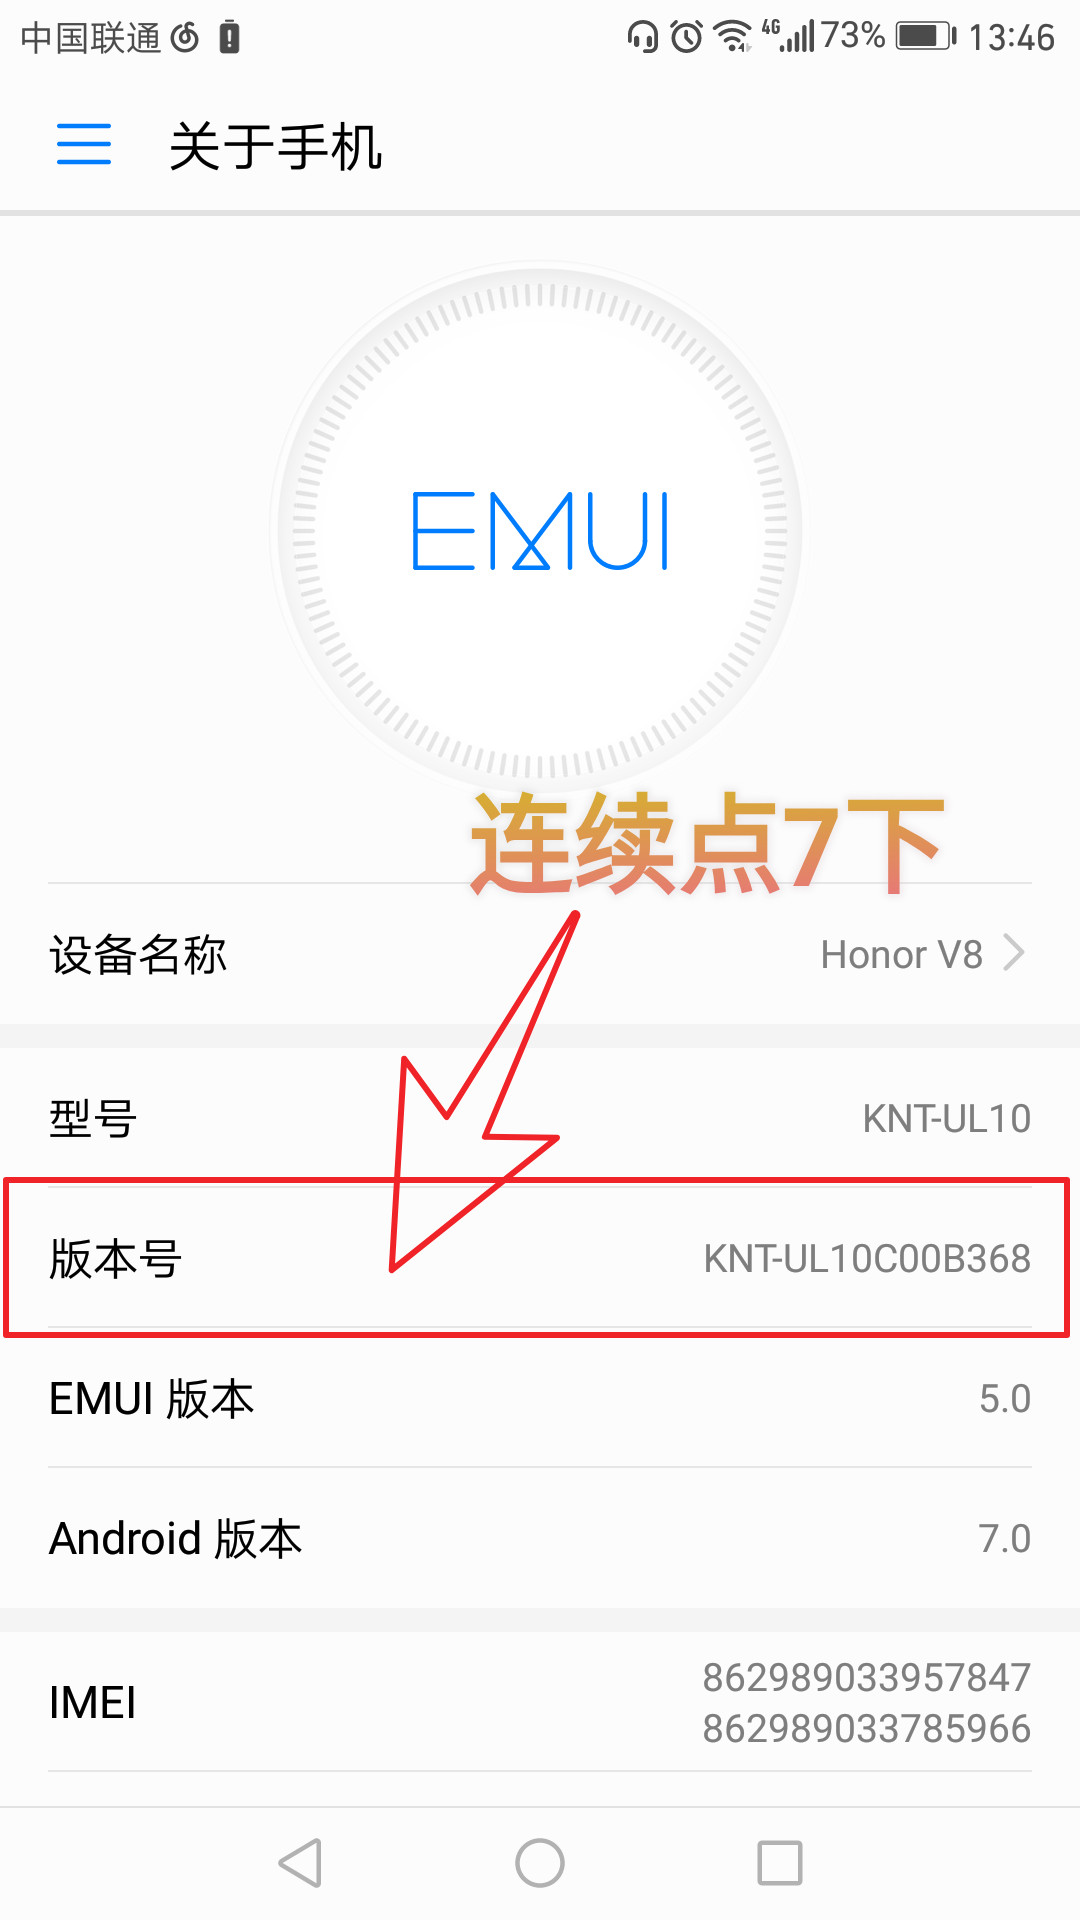 中国联通 4G 73% 13:46
关于手机
EMUI
连续点7下
设备名称 Honor V8
型号 KNT-UL10
版本号 KNT-UL10C00B368
EMUI 版本 5.0
Android 版本 7.0
IMEI 862989033957847
862989033785966